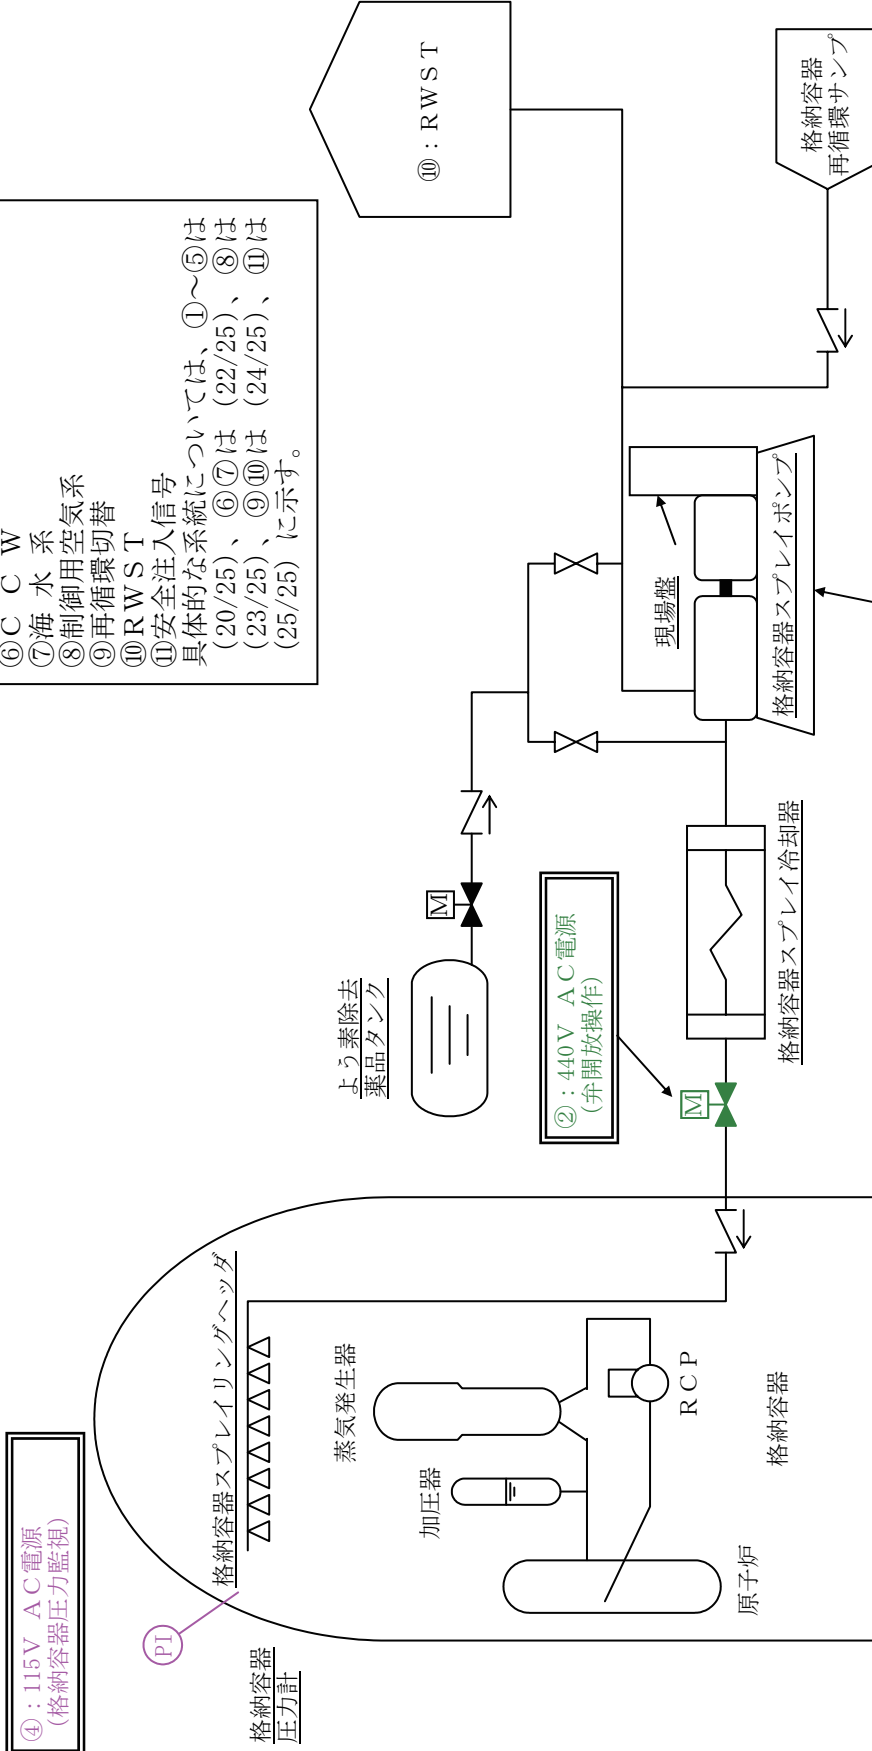 ⑥ＣＣＷ
⑦海水系
⑧制御用空気系
⑨再循環切替
⑩ＲＷＳＴ
⑪安全注入信号
具体的な系統については、①～⑤は
(20/25)、⑥⑦は (22/25)、⑧は
(23/25)、⑨⑩は (24/25)、⑪は
(25/25) に示す。
⑩：ＲＷＳＴ
格納容器
再循環サンプ
現場盤
格納容器スプレイポンプ
よう素除去
薬品タンク
M
②：440V ＡＣ電源
(弁開放操作)
M
格納容器スプレイ冷却器
④：115V ＡＣ電源
(格納容器圧力監視)
PI
格納容器
圧力計
格納容器スプレイリングヘッダ
蒸気発生器
加圧器
ＲＣＰ
原子炉
格納容器